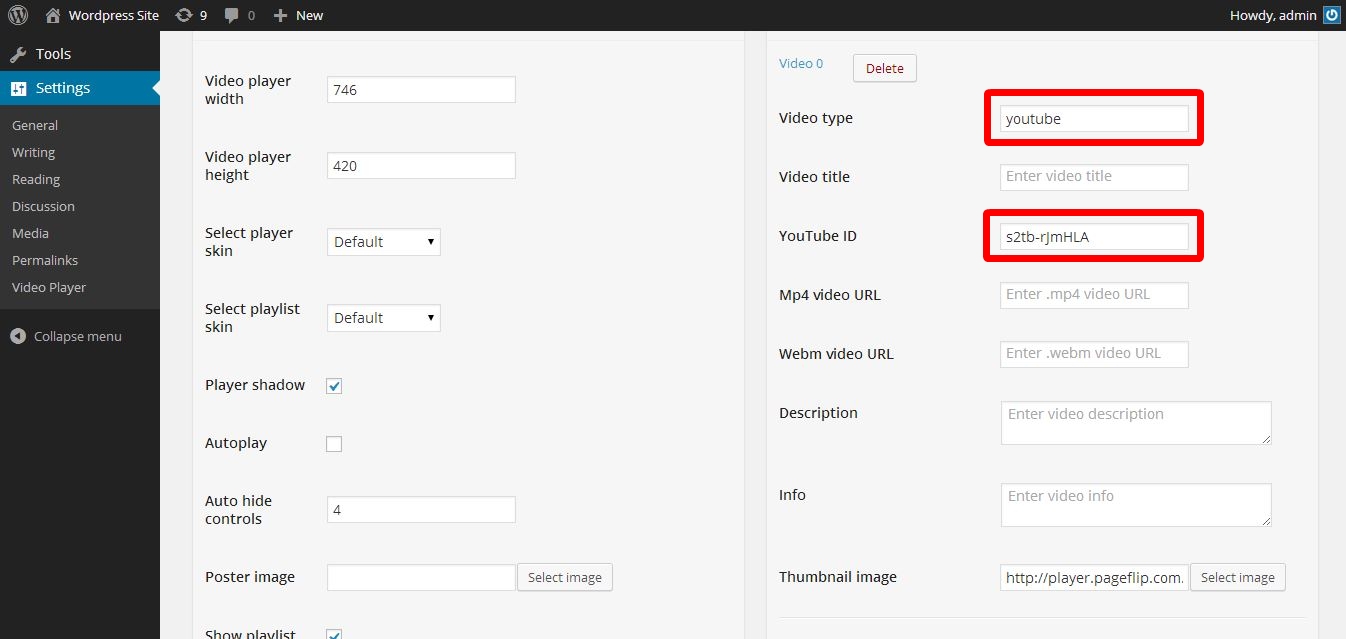 Wordpress Site 9 0 New Howdy, admin
Tools
Settings
General
Writing
Reading
Discussion
Media
Permalinks
Video Player
Collapse menu
Video player width 746
Video player height 420
Select player skin Default
Select playlist skin Default
Player shadow
Autoplay
Auto hide controls 4
Poster image Select image
Show playlist
Video 0 Delete
Video type youtube
Video title Enter video title
YouTube ID s2tb-rJmHLA
Mp4 video URL Enter .mp4 video URL
Webm video URL Enter .webm video URL
Description Enter video description
Info Enter video info
Thumbnail image http://player.pageflip.com. Select image